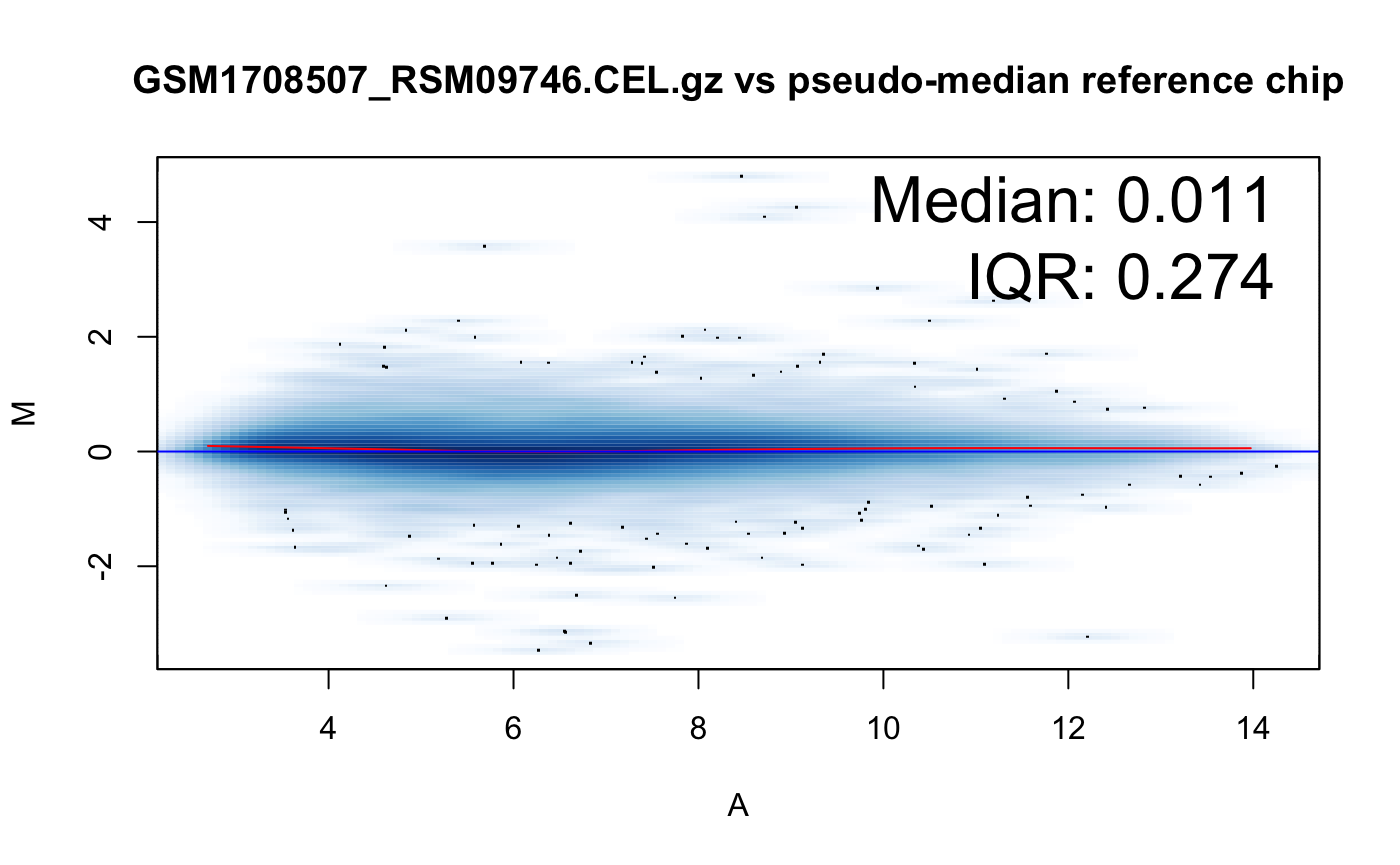 GSM1708507_RSM09746.CEL.gz vs pseudo-median reference chip
Median: 0.011
IQR: 0.274
M
4
2
0
-2
4 6 8 10 12 14
A